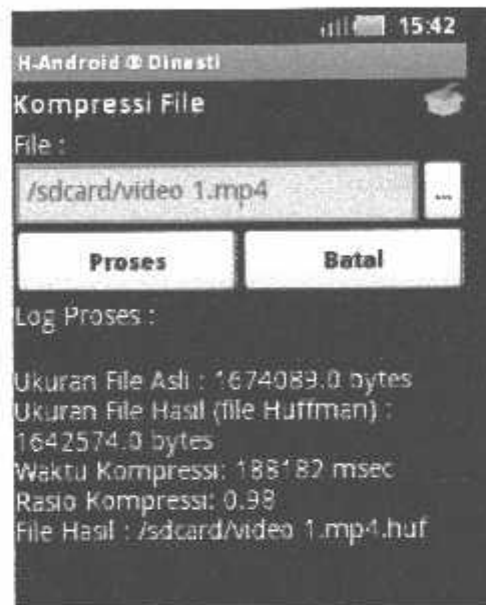 15:42
H-Android @ Dinasti
Kompressi File
File :
/sdcard/video 1.mp4
...
Proses
Batal
Log Proses :
Ukuran File Asli : 1674089.0 bytes
Ukuran File Hasil (file Huffman) :
1642574.0 bytes
Waktu Kompressi: 188182 msec
Rasio Kompressi: 0.98
File Hasil : /sdcard/video 1.mp4.huf